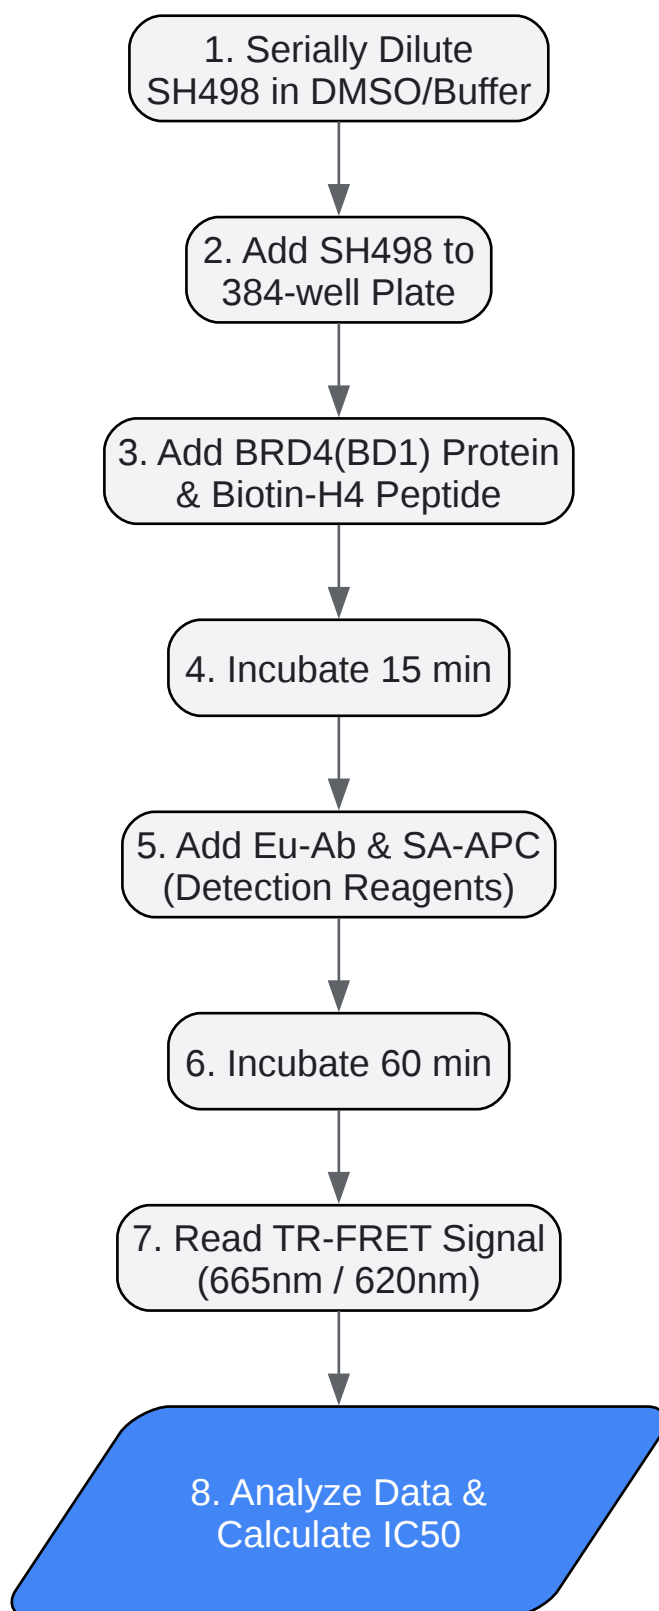 1. Serially Dilute
SH498 in DMSO/Buffer
2. Add SH498 to
384-well Plate
3. Add BRD4(BD1) Protein
& Biotin-H4 Peptide
4. Incubate 15 min
5. Add Eu-Ab & SA-APC
(Detection Reagents)
6. Incubate 60 min
7. Read TR-FRET Signal
(665nm / 620nm)
8. Analyze Data &
Calculate IC50